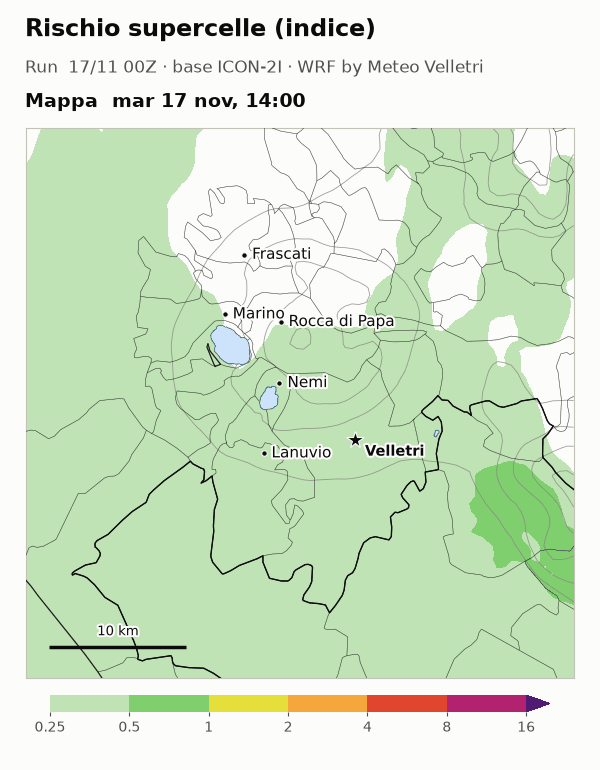 Rischio supercelle (indice)
Run  17/11 00Z · base ICON-2I · WRF by Meteo Velletri
Mappa  mar 17 nov, 14:00
Frascati
Marino
Rocca di Papa
Nemi
Velletri
Lanuvio
10 km
0.25 0.5 1 2 4 8 16